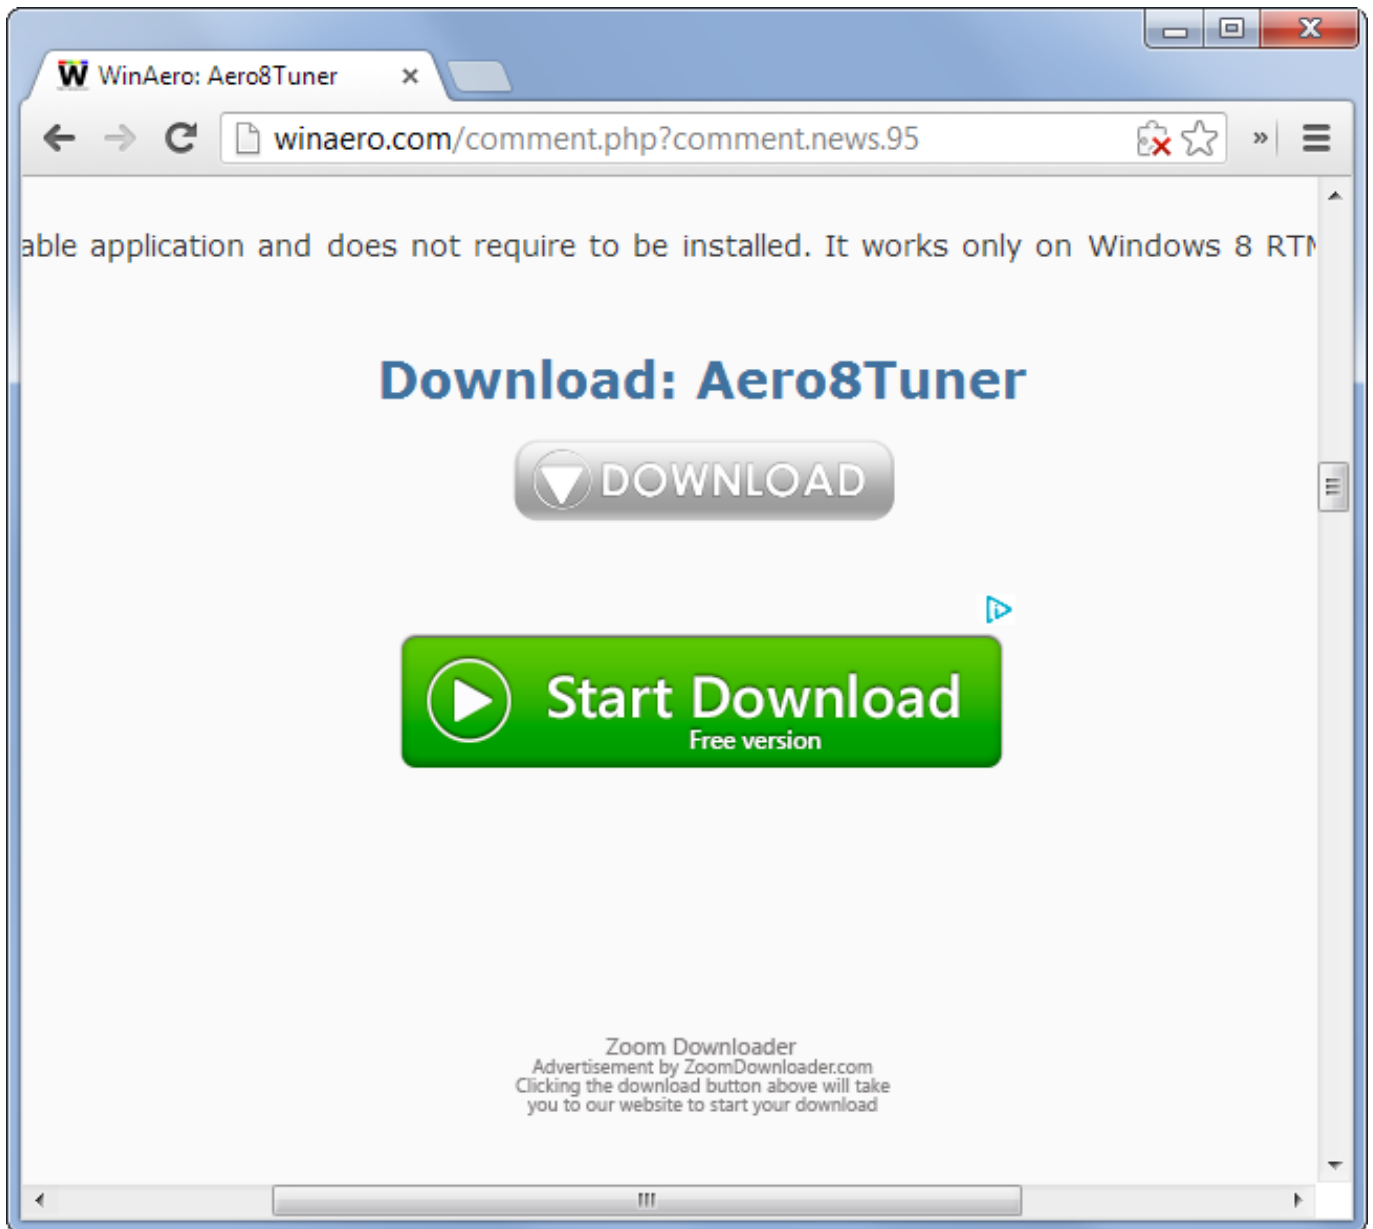 WinAero: Aero8Tuner
winaero.com/comment.php?comment.news.95
able application and does not require to be installed. It works only on Windows 8
Download: Aero8Tuner
DOWNLOAD
Start Download
Free version
Zoom Downloader
Advertisement by ZoomDownloader.com
Clicking the download button above will take
you to our website to start your download